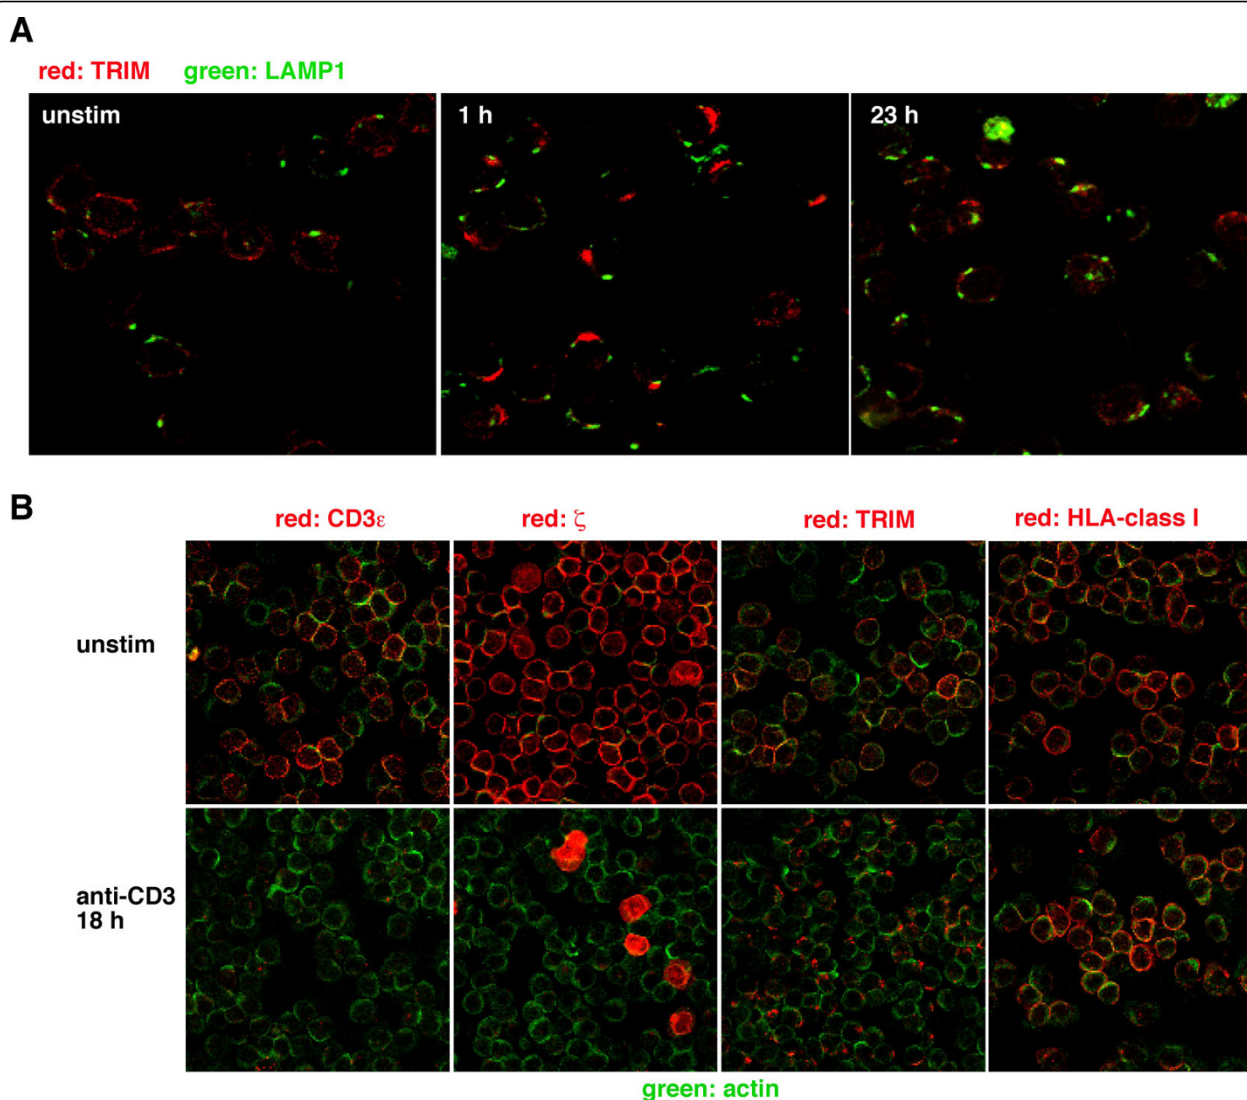 A
red: TRIM green: LAMP1
unstim 1 h 23 h
B
red: CD3ε red: ζ red: TRIM red: HLA-class I
unstim
anti-CD3
18 h
green: actin